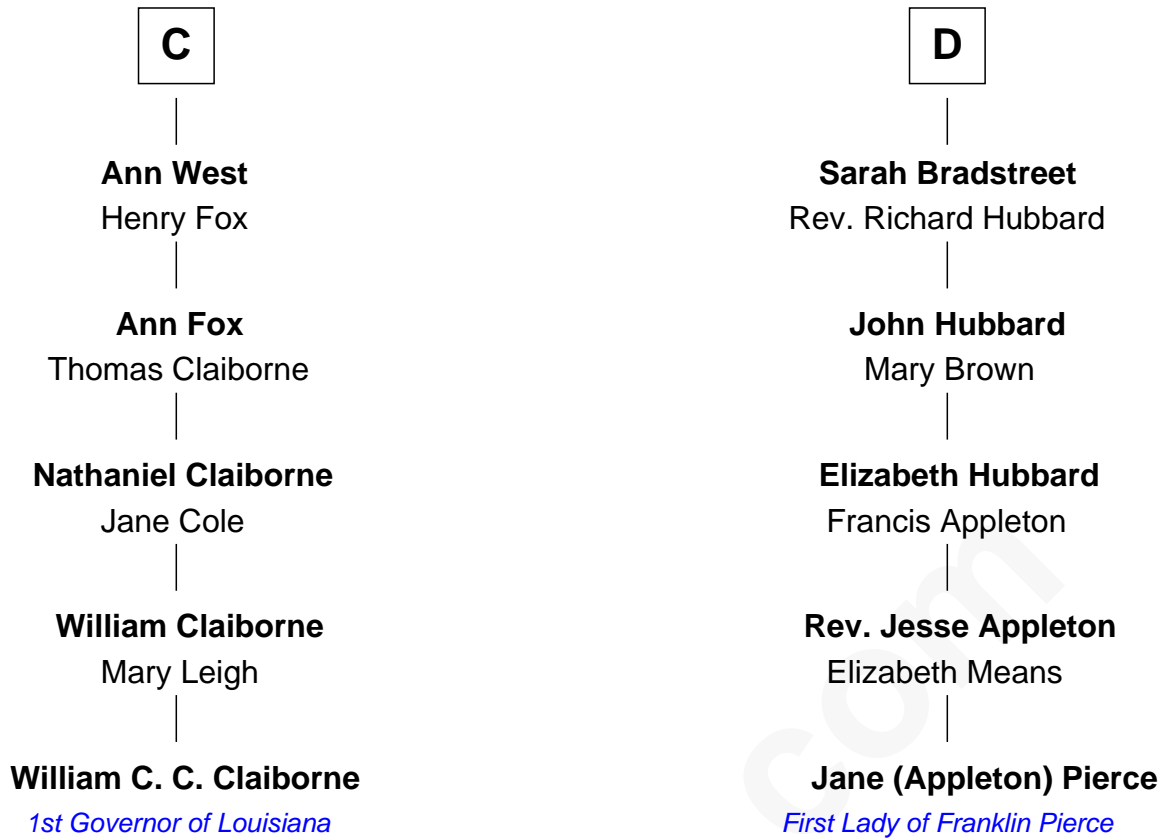 C
Ann West
Henry Fox
Ann Fox
Thomas Claiborne
Nathaniel Claiborne
Jane Cole
William Claiborne
Mary Leigh
William C. C. Claiborne
1st Governor of Louisiana
D
Sarah Bradstreet
Rev. Richard Hubbard
John Hubbard
Mary Brown
Elizabeth Hubbard
Francis Appleton
Rev. Jesse Appleton
Elizabeth Means
Jane (Appleton) Pierce
First Lady of Franklin Pierce
com